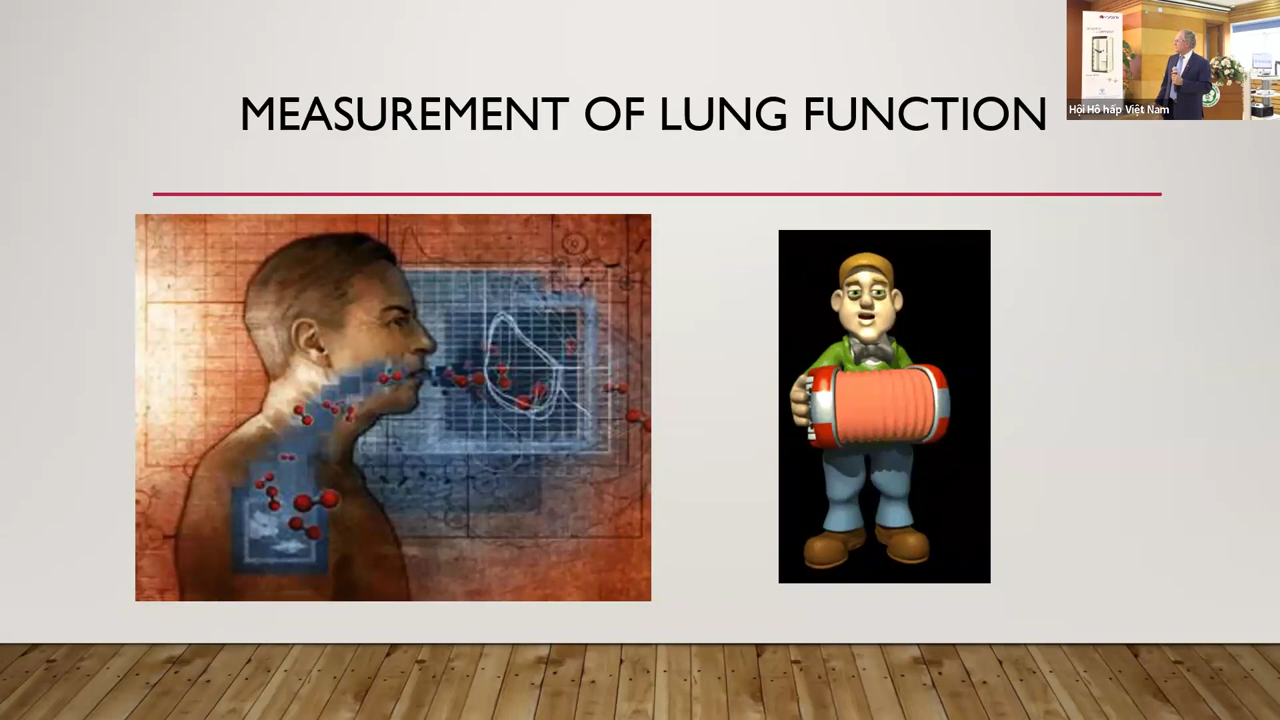 MEASUREMENT OF LUNG FUNCTION
Hội Hô hấp Việt Nam